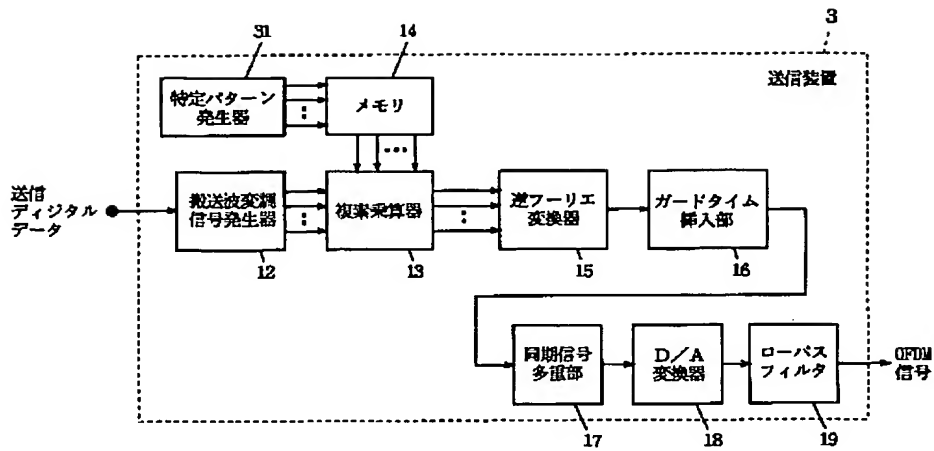 31
14
3
送信装置
特定パターン
発生器
メモリ
送信
ディジタル
データ
搬送波変調
信号発生器
複素乗算器
逆フーリエ
変換器
ガードタイム
挿入部
12
13
15
16
同期信号
多重部
D/A
変換器
ローパス
フィルタ
OFDM
信号
17
18
19